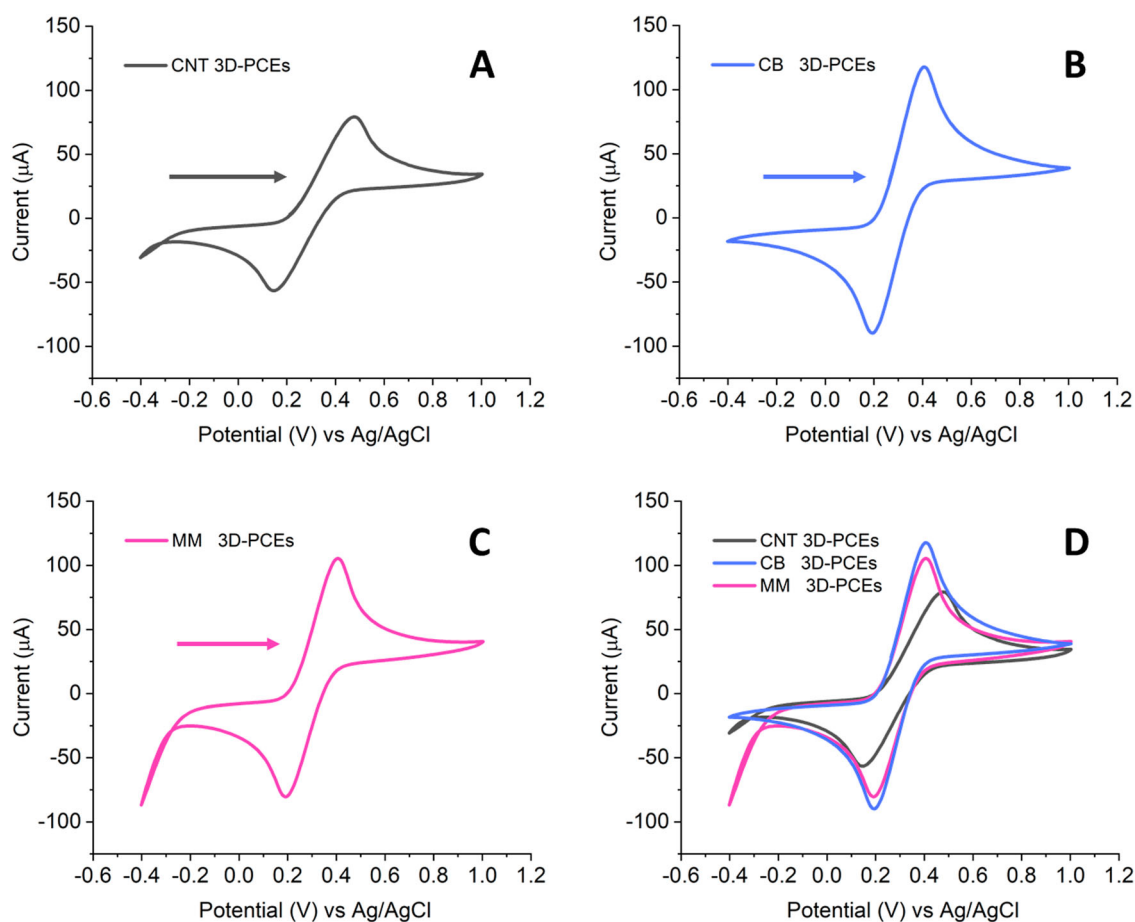 150
100
50
0
-50
-100
Current (µA)
CNT 3D-PCEs
A
-0.6 -0.4 -0.2 0.0 0.2 0.4 0.6 0.8 1.0 1.2
Potential (V) vs Ag/AgCl
150
100
50
0
-50
-100
Current (µA)
CB 3D-PCEs
B
-0.6 -0.4 -0.2 0.0 0.2 0.4 0.6 0.8 1.0 1.2
Potential (V) vs Ag/AgCl
150
100
50
0
-50
-100
Current (µA)
MM 3D-PCEs
C
-0.6 -0.4 -0.2 0.0 0.2 0.4 0.6 0.8 1.0 1.2
Potential (V) vs Ag/AgCl
150
100
50
0
-50
-100
Current (µA)
CNT 3D-PCEs
CB 3D-PCEs
MM 3D-PCEs
D
-0.6 -0.4 -0.2 0.0 0.2 0.4 0.6 0.8 1.0 1.2
Potential (V) vs Ag/AgCl